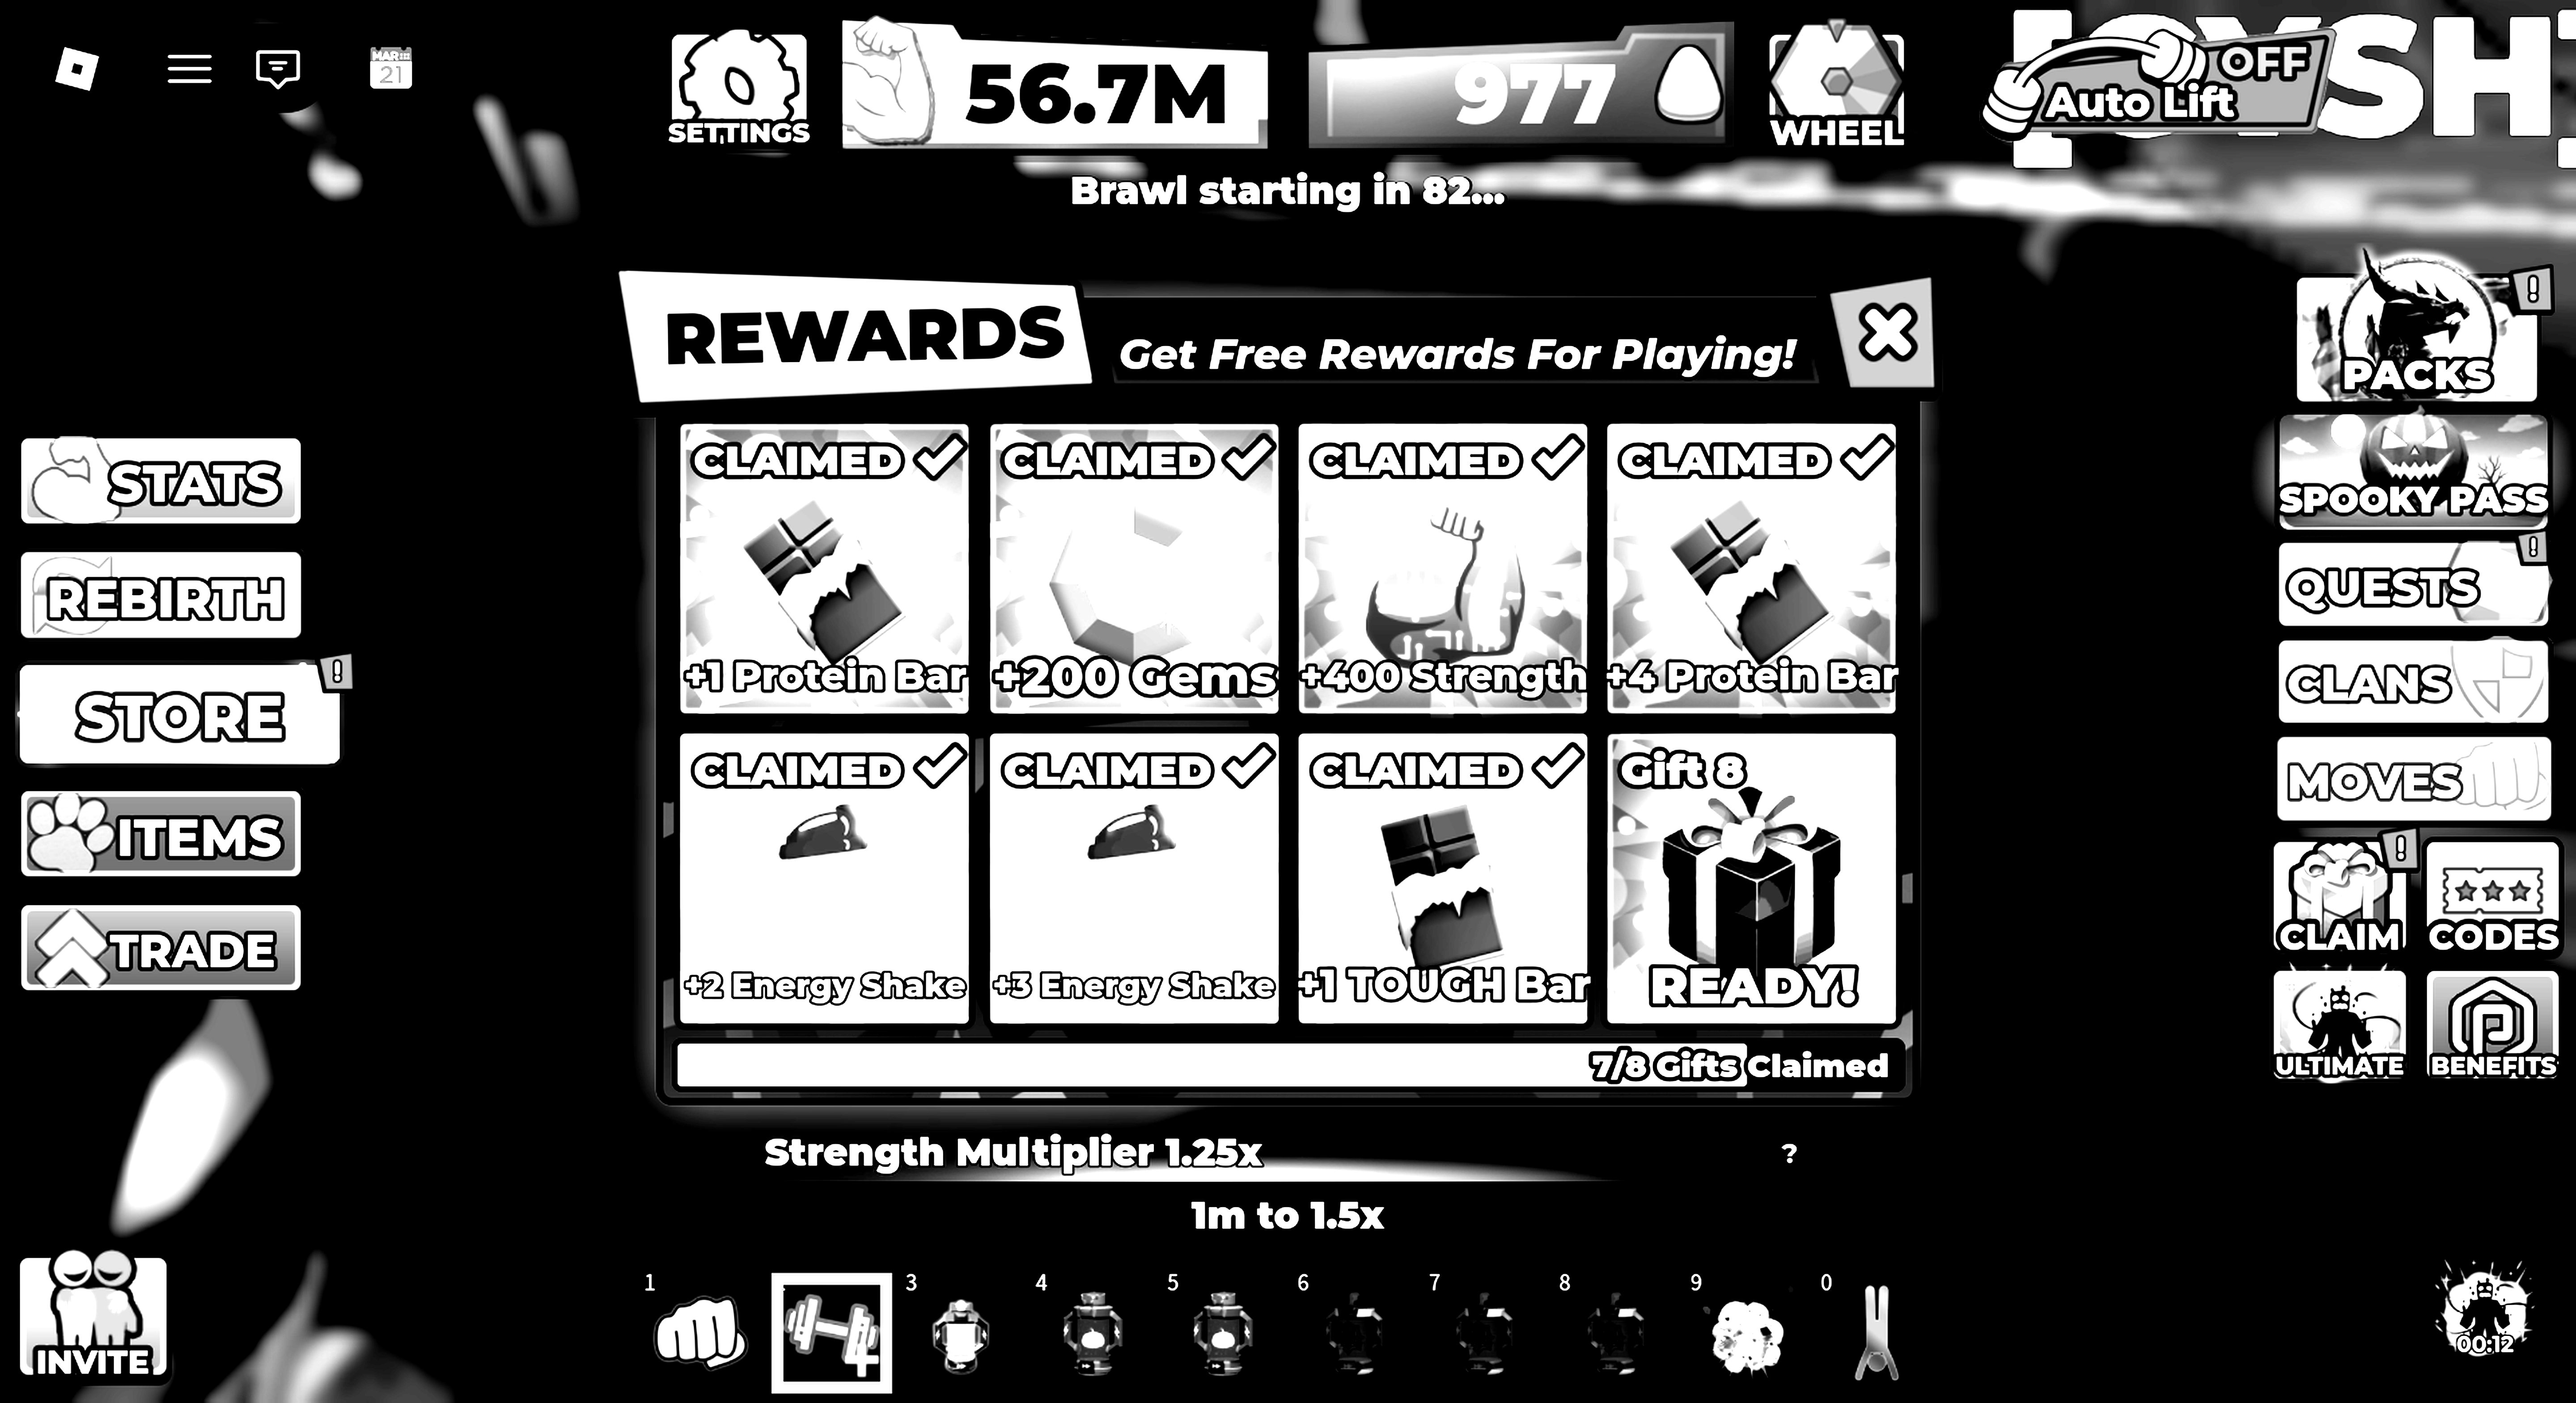 MAR
21
SETTINGS
56.7M
977
WHEEL
OFF
Auto Lift
Brawl starting in 82...
REWARDS
Get Free Rewards For Playing!
CLAIMED
+1 Protein Bar
CLAIMED
+200 Gems
CLAIMED
+400 Strength
CLAIMED
+4 Protein Bar
CLAIMED
+2 Energy Shake
CLAIMED
+3 Energy Shake
CLAIMED
+1 TOUGH Bar
Gift 8
READY!
7/8 Gifts Claimed
STATS
REBIRTH
!
STORE
ITEMS
TRADE
INVITE
!
PACKS
SPOOKY PASS
!
QUESTS
CLANS
MOVES
!
CLAIM
CODES
ULTIMATE
BENEFITS
Strength Multiplier 1.25x
?
1m to 1.5x
1
3
4
5
6
7
8
9
0
00:12